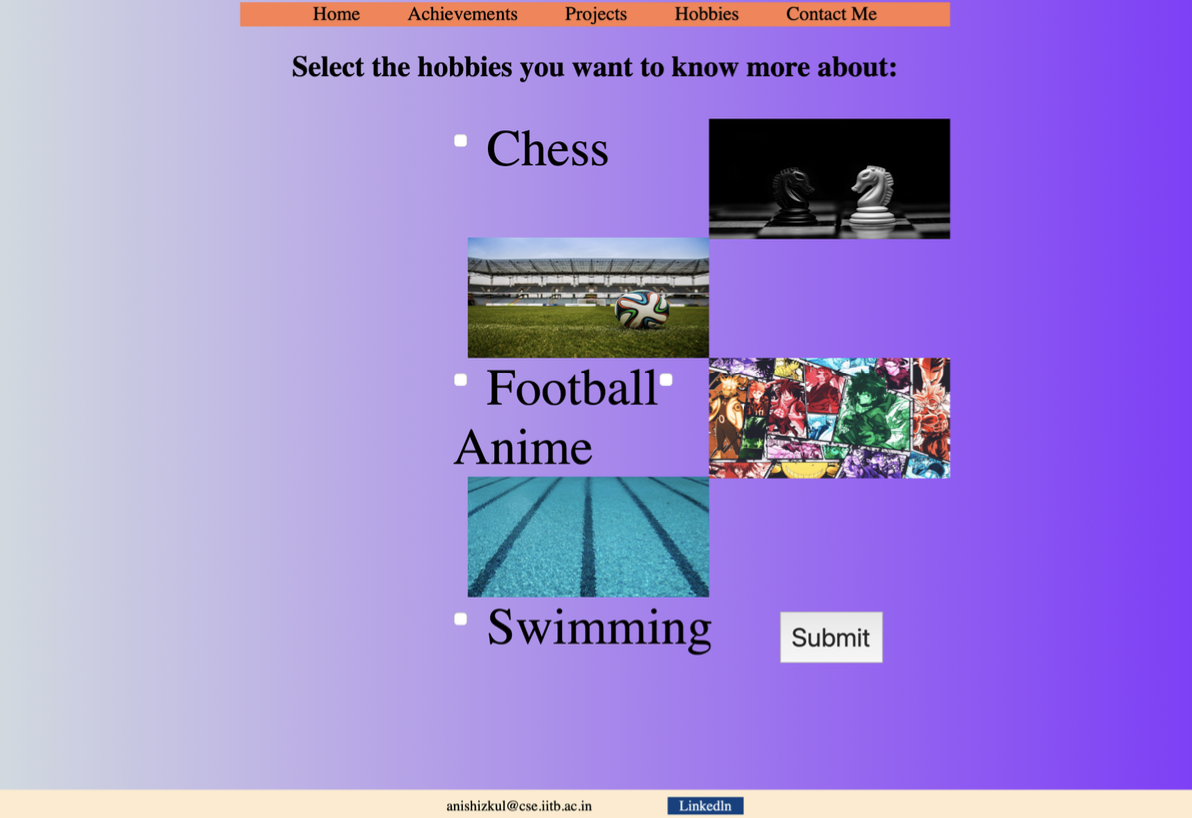 Home Achievements Projects Hobbies Contact Me
Select the hobbies you want to know more about:
Chess
Football
Anime
Swimming
Submit
anishizkul@cse.iitb.ac.in LinkedIn